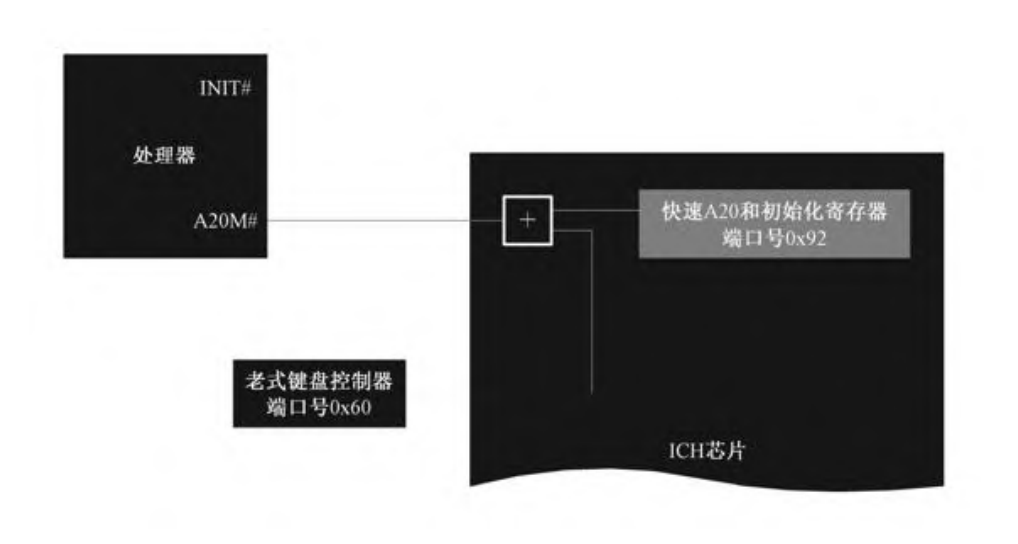 INIT#
处理器
A20M#
+
快速A20和初始化寄存器
端口号0x92
老式键盘控制器
端口号0x60
ICH芯片